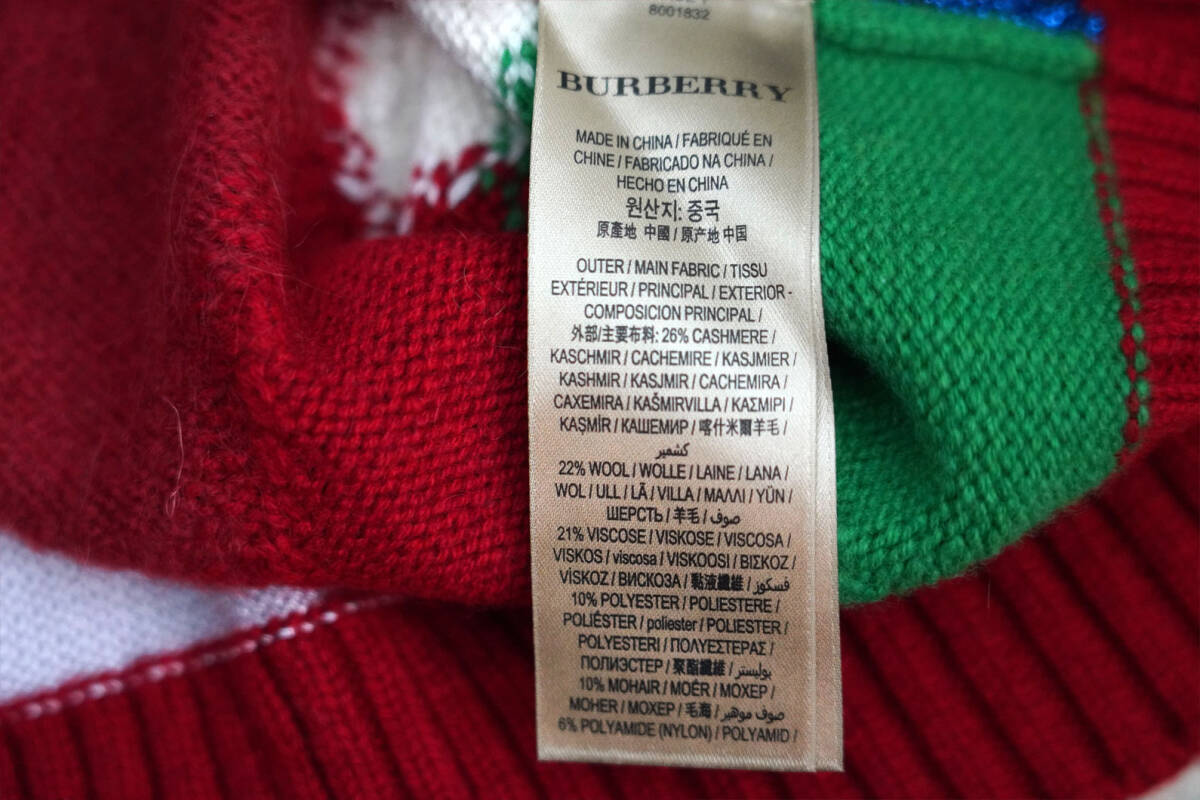 8001832
BURBERRY
MADE IN CHINA / FABRIQUÉ EN
CHINE / FABRICADO NA CHINA /
HECHO EN CHINA
원산지: 중국
原產地 中國 / 原产地 中国
OUTER / MAIN FABRIC / TISSU
EXTÉRIEUR / PRINCIPAL / EXTERIOR -
COMPOSICION PRINCIPAL /
外部/主要布料: 26% CASHMERE /
KASCHMIR / CACHEMIRE / KASJMIER /
KASHMIR / KASJMIR / CACHEMIRA /
CAXEMIRA / KAŠMIRVILLA / ΚΑΣΜΙΡΙ /
KAŞMİR / КАШЕМИР / 喀什米爾羊毛 /
كشمير
22% WOOL / WOLLE / LAINE / LANA /
WOL / ULL / LÃ / VILLA / ΜΑΛΛΙ / YÜN /
ШЕРСТЬ / 羊毛 / صوف
21% VISCOSE / VISKOSE / VISCOSA /
VISKOS / viscosa / VISKOOSI / ΒΙΣΚΟΖ /
VİSKOZ / ВИСКОЗА / 黏液纖維 / فسكوز
10% POLYESTER / POLIESTERE /
POLIÉSTER / poliester / POLIESTER /
POLYESTERI / ΠΟΛΥΕΣΤΕΡΑΣ /
ПОЛИЭСТЕР / 聚酯纖維 / بوليستر
10% MOHAIR / MOÉR / MOXEP /
MOHER / МОХЕР / 毛海 / صوف موهير
6% POLYAMIDE (NYLON) / POLYAMID /